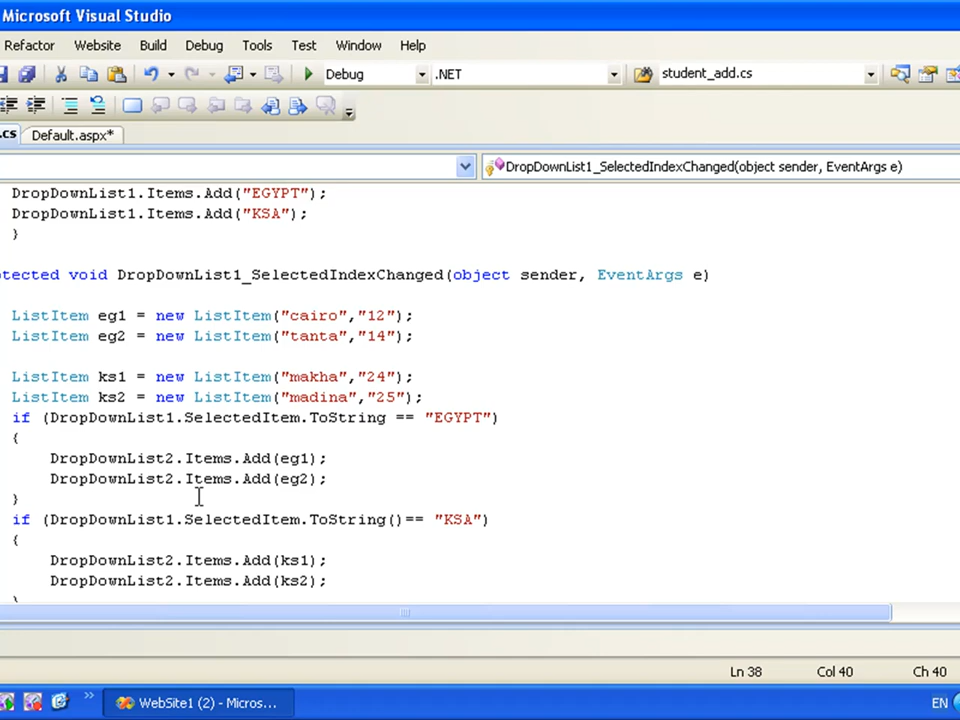 Microsoft Visual Studio
Refactor Website Build Debug Tools Test Window Help
Debug .NET student_add.cs
.cs Default.aspx*
DropDownList1_SelectedIndexChanged(object sender, EventArgs e)
DropDownList1.Items.Add("EGYPT");
DropDownList1.Items.Add("KSA");
}
otected void DropDownList1_SelectedIndexChanged(object sender, EventArgs e)
ListItem eg1 = new ListItem("cairo","12");
ListItem eg2 = new ListItem("tanta","14");
ListItem ks1 = new ListItem("makha","24");
ListItem ks2 = new ListItem("madina","25");
if (DropDownList1.SelectedItem.ToString == "EGYPT")
{
DropDownList2.Items.Add(eg1);
DropDownList2.Items.Add(eg2);
}
if (DropDownList1.SelectedItem.ToString()== "KSA")
{
DropDownList2.Items.Add(ks1);
DropDownList2.Items.Add(ks2);
}
Ln 38 Col 40 Ch 40
WebSite1 (2) - Micros... EN